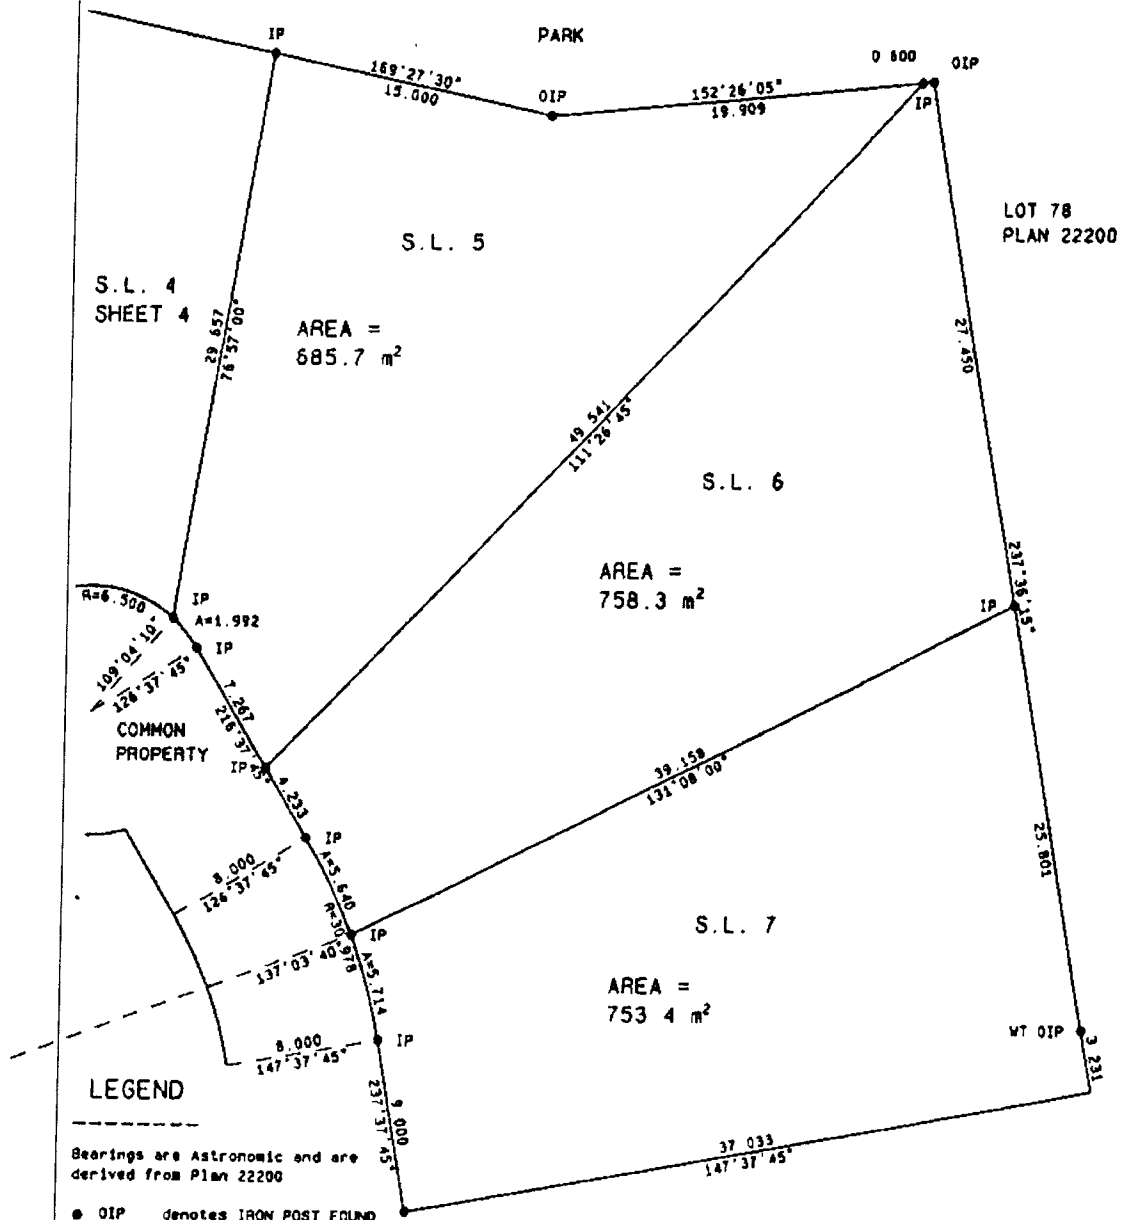 IP
PARK
169°27'30"
15.000
OIP
152°26'05"
19.909
0 600
OIP
IP
LOT 78
PLAN 22200
S.L. 5
S.L. 4
SHEET 4
29 657
76°57'00"
AREA =
685.7 m²
27.450
49 541
111°26'45"
S.L. 6
AREA =
758.3 m²
237°36'15"
IP
R=6.500
IP
A=1.992
IP
109°04'10"
126°37'45"
7.267
216°37'45"
COMMON
PROPERTY
IP
4.233
39.158
131°08'00"
IP
8.000
126°37'45"
A=5.640
R=30.978
IP
137°03'40"
A=5.714
25.801
S.L. 7
AREA =
753 4 m²
WT OIP
3 231
IP
8.000
147°37'45"
237°37'45"
9 000
37 033
147°37'45"
LEGEND
Bearings are Astronomic and are
derived from Plan 22200
● OIP denotes IRON POST FOUND